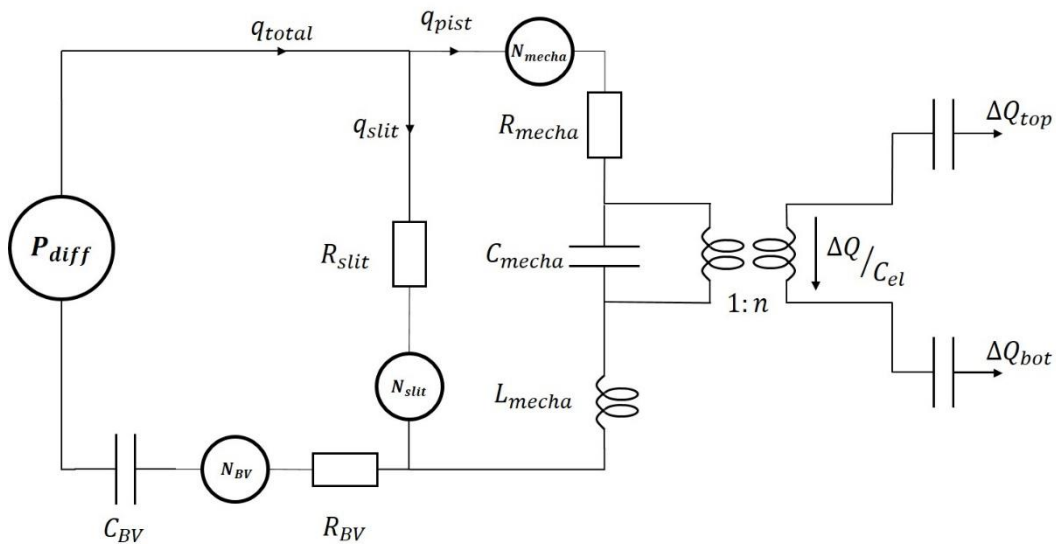 q_total
q_pist
N_mecha
R_mecha
ΔQ_top
q_slit
P_diff
R_slit
C_mecha
ΔQ/C_el
1:n
N_slit
L_mecha
ΔQ_bot
N_BV
C_BV
R_BV